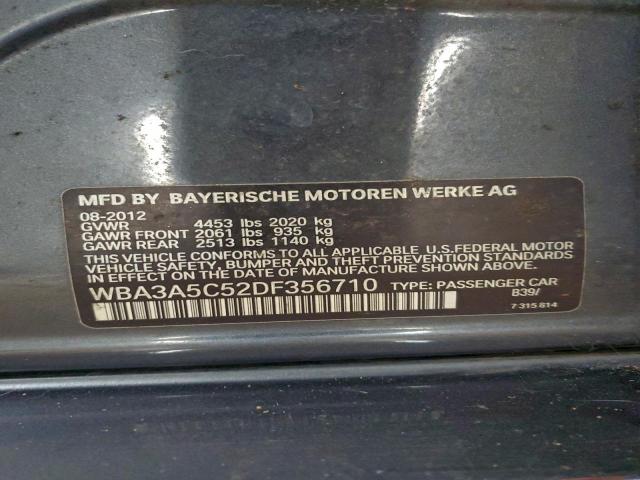 MFD BY BAYERISCHE MOTOREN WERKE AG
08-2012
GVWR 4453 lbs 2020 kg
GAWR FRONT 2061 lbs 935 kg
GAWR REAR 2513 lbs 1140 kg
THIS VEHICLE CONFORMS TO ALL APPLICABLE U.S.FEDERAL MOTOR
VEHICLE SAFETY, BUMPER AND THEFT PREVENTION STANDARDS
IN EFFECT ON THE DATE OF MANUFACTURE SHOWN ABOVE.
WBA3A5C52DF356710 TYPE: PASSENGER CAR
B39/
7 315 814